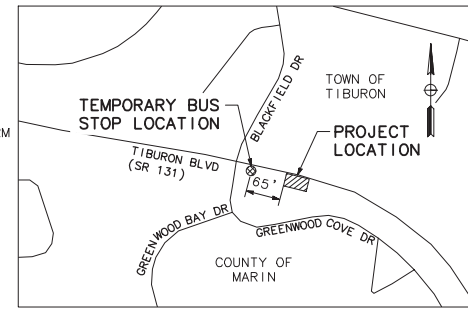 TOWN OF
TIBURON
TEMPORARY BUS
STOP LOCATION
BLACKFIELD DR
PROJECT
LOCATION
TIBURON BLVD
(SR 131)
65'
GREENWOOD BAY DR
GREENWOOD COVE DR
COUNTY OF
MARIN